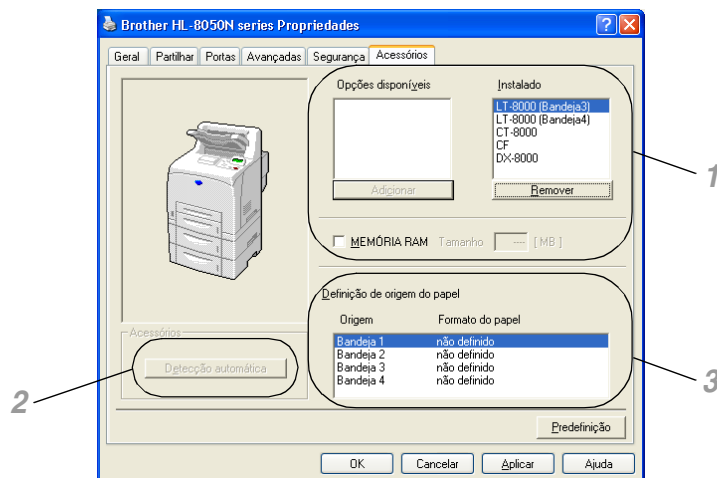 Brother HL-8050N series Propriedades
Geral Partilhar Portas Avançadas Segurança Acessórios
Opções disponíveis
Instalado
LT-8000 (Bandeja3)
LT-8000 (Bandeja4)
CT-8000
CF
DX-8000
Adicionar
Remover
1
MEMÓRIA RAM Tamanho ---- [ MB ]
Definição de origem do papel
Origem Formato do papel
Bandeja 1 não definido
Bandeja 2 não definido
Bandeja 3 não definido
Bandeja 4 não definido
3
Acessórios
Detecção automática
2
Predefinição
OK Cancelar Aplicar Ajuda